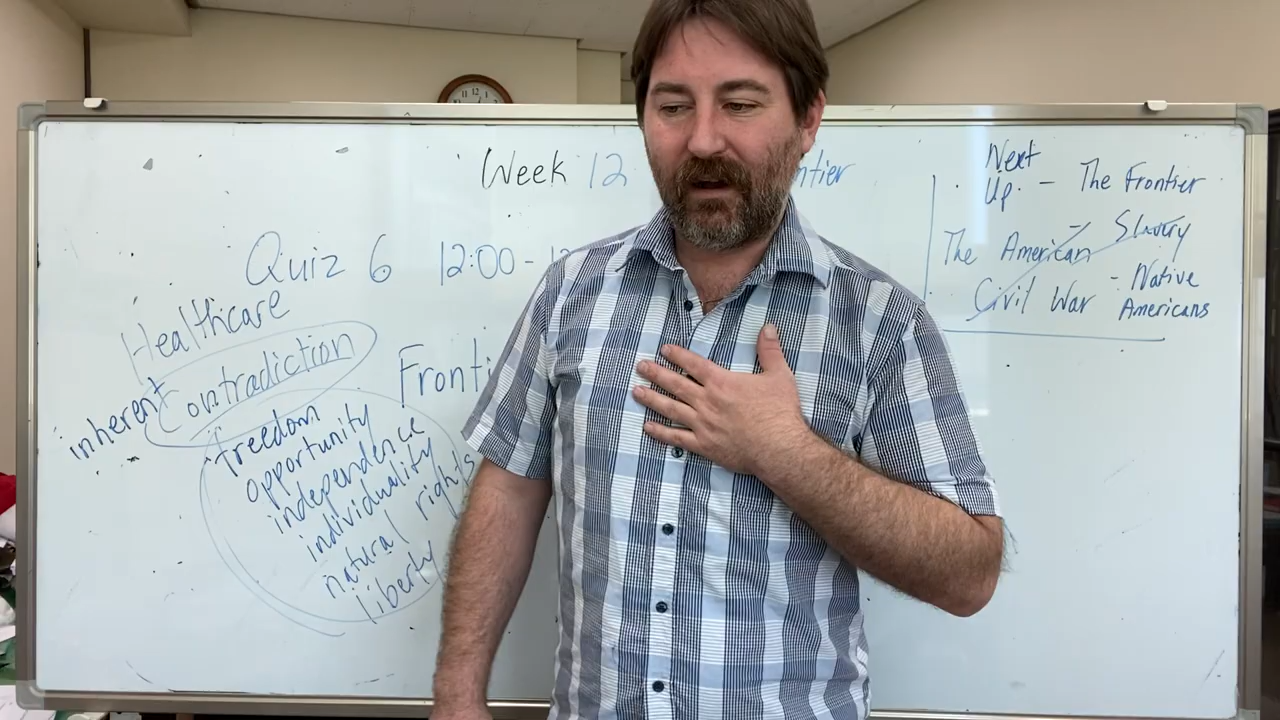 Week 12
Quiz 6 12:00 -
Healthcare
inherent contradiction
freedom
opportunity
independence
individuality
natural rights
liberty
Fronti
ntier
Next
Up. - The Frontier
- Slavery
The American
Civil War
- Native
Americans
12